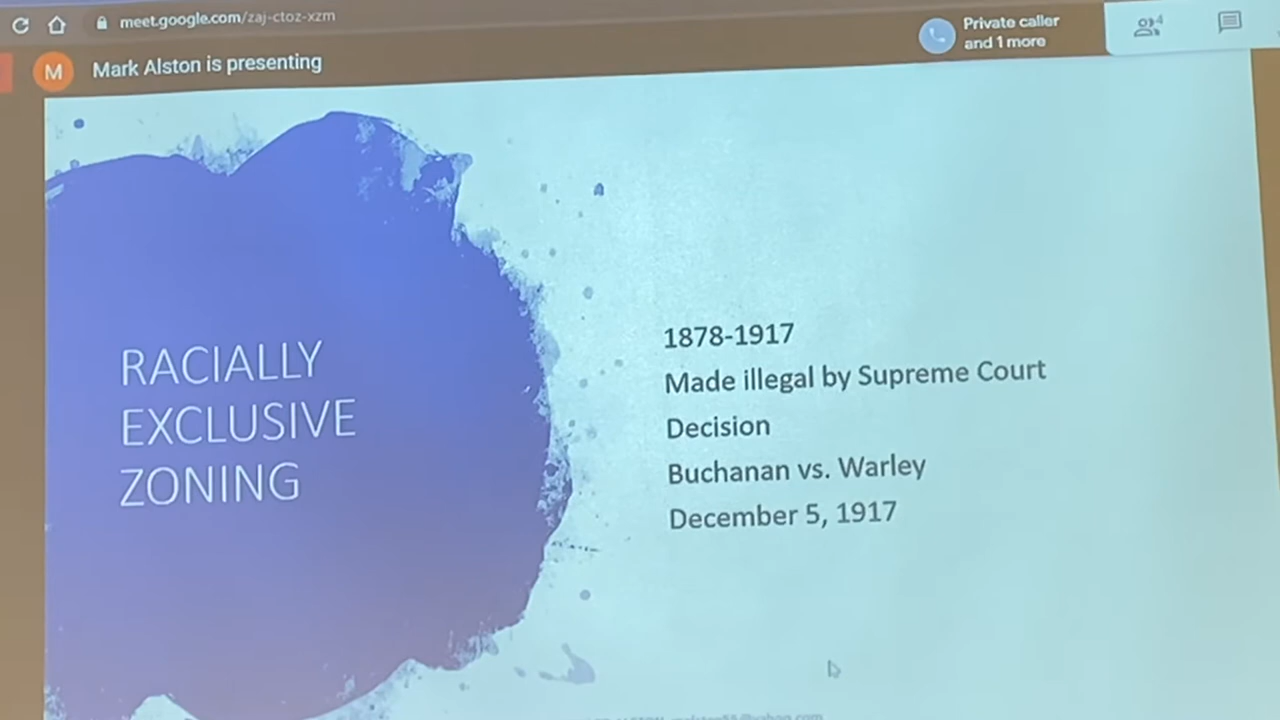 meet.google.com/zaj-ctoz-xzm
Private caller
and 1 more
4
M
Mark Alston is presenting
RACIALLY
EXCLUSIVE
ZONING
1878-1917
Made illegal by Supreme Court
Decision
Buchanan vs. Warley
December 5, 1917